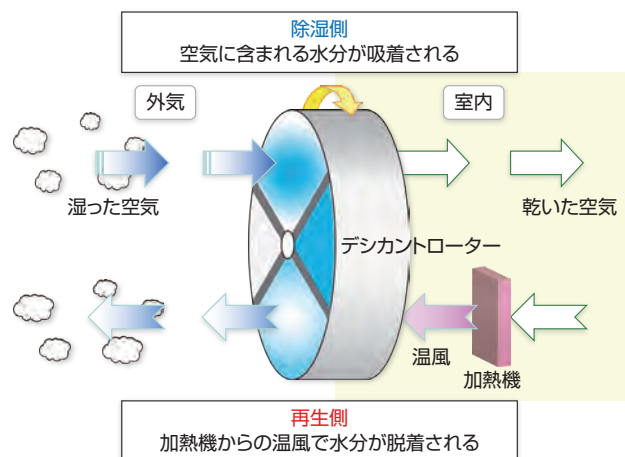 除湿側
空気に含まれる水分が吸着される
外気
室内
湿った空気
乾いた空気
デシカントローター
温風
加熱機
再生側
加熱機からの温風で水分が脱着される